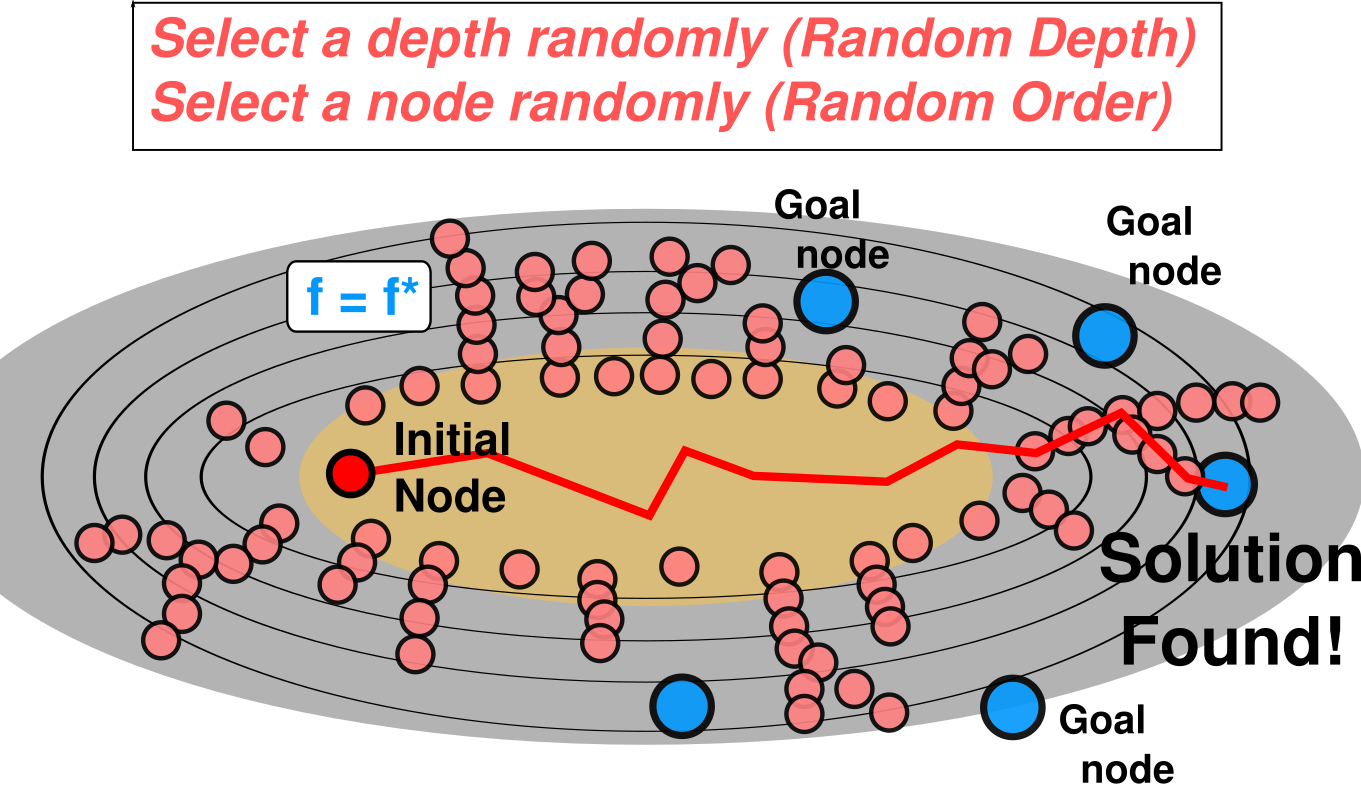 Select a depth randomly (Random Depth)
Select a node randomly (Random Order)
Goal
node
Goal
node
f = f*
Initial
Node
Solution
Found!
Goal
node